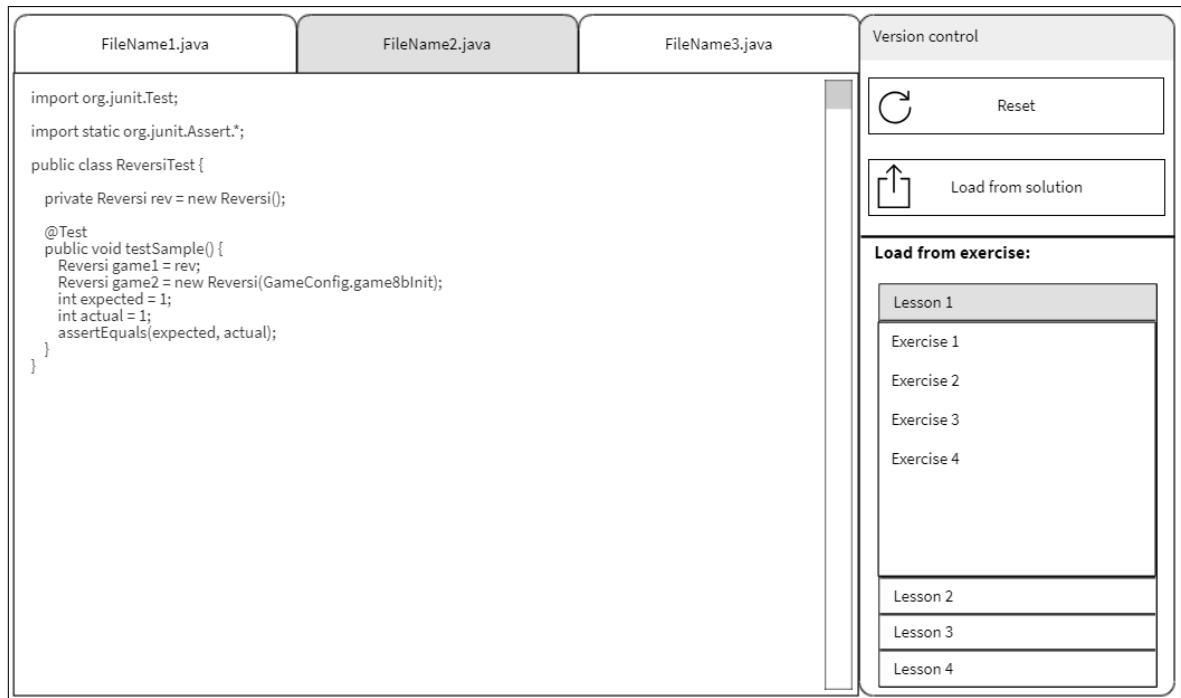 FileName1.java
FileName2.java
FileName3.java
import org.junit.Test;
import static org.junit.Assert.*;
public class ReversiTest {
private Reversi rev = new Reversi();
@Test
public void testSample() {
Reversi game1 = rev;
Reversi game2 = new Reversi(GameConfig.game8bInit);
int expected = 1;
int actual = 1;
assertEquals(expected, actual);
}
}
Version control
Reset
Load from solution
Load from exercise:
Lesson 1
Exercise 1
Exercise 2
Exercise 3
Exercise 4
Lesson 2
Lesson 3
Lesson 4